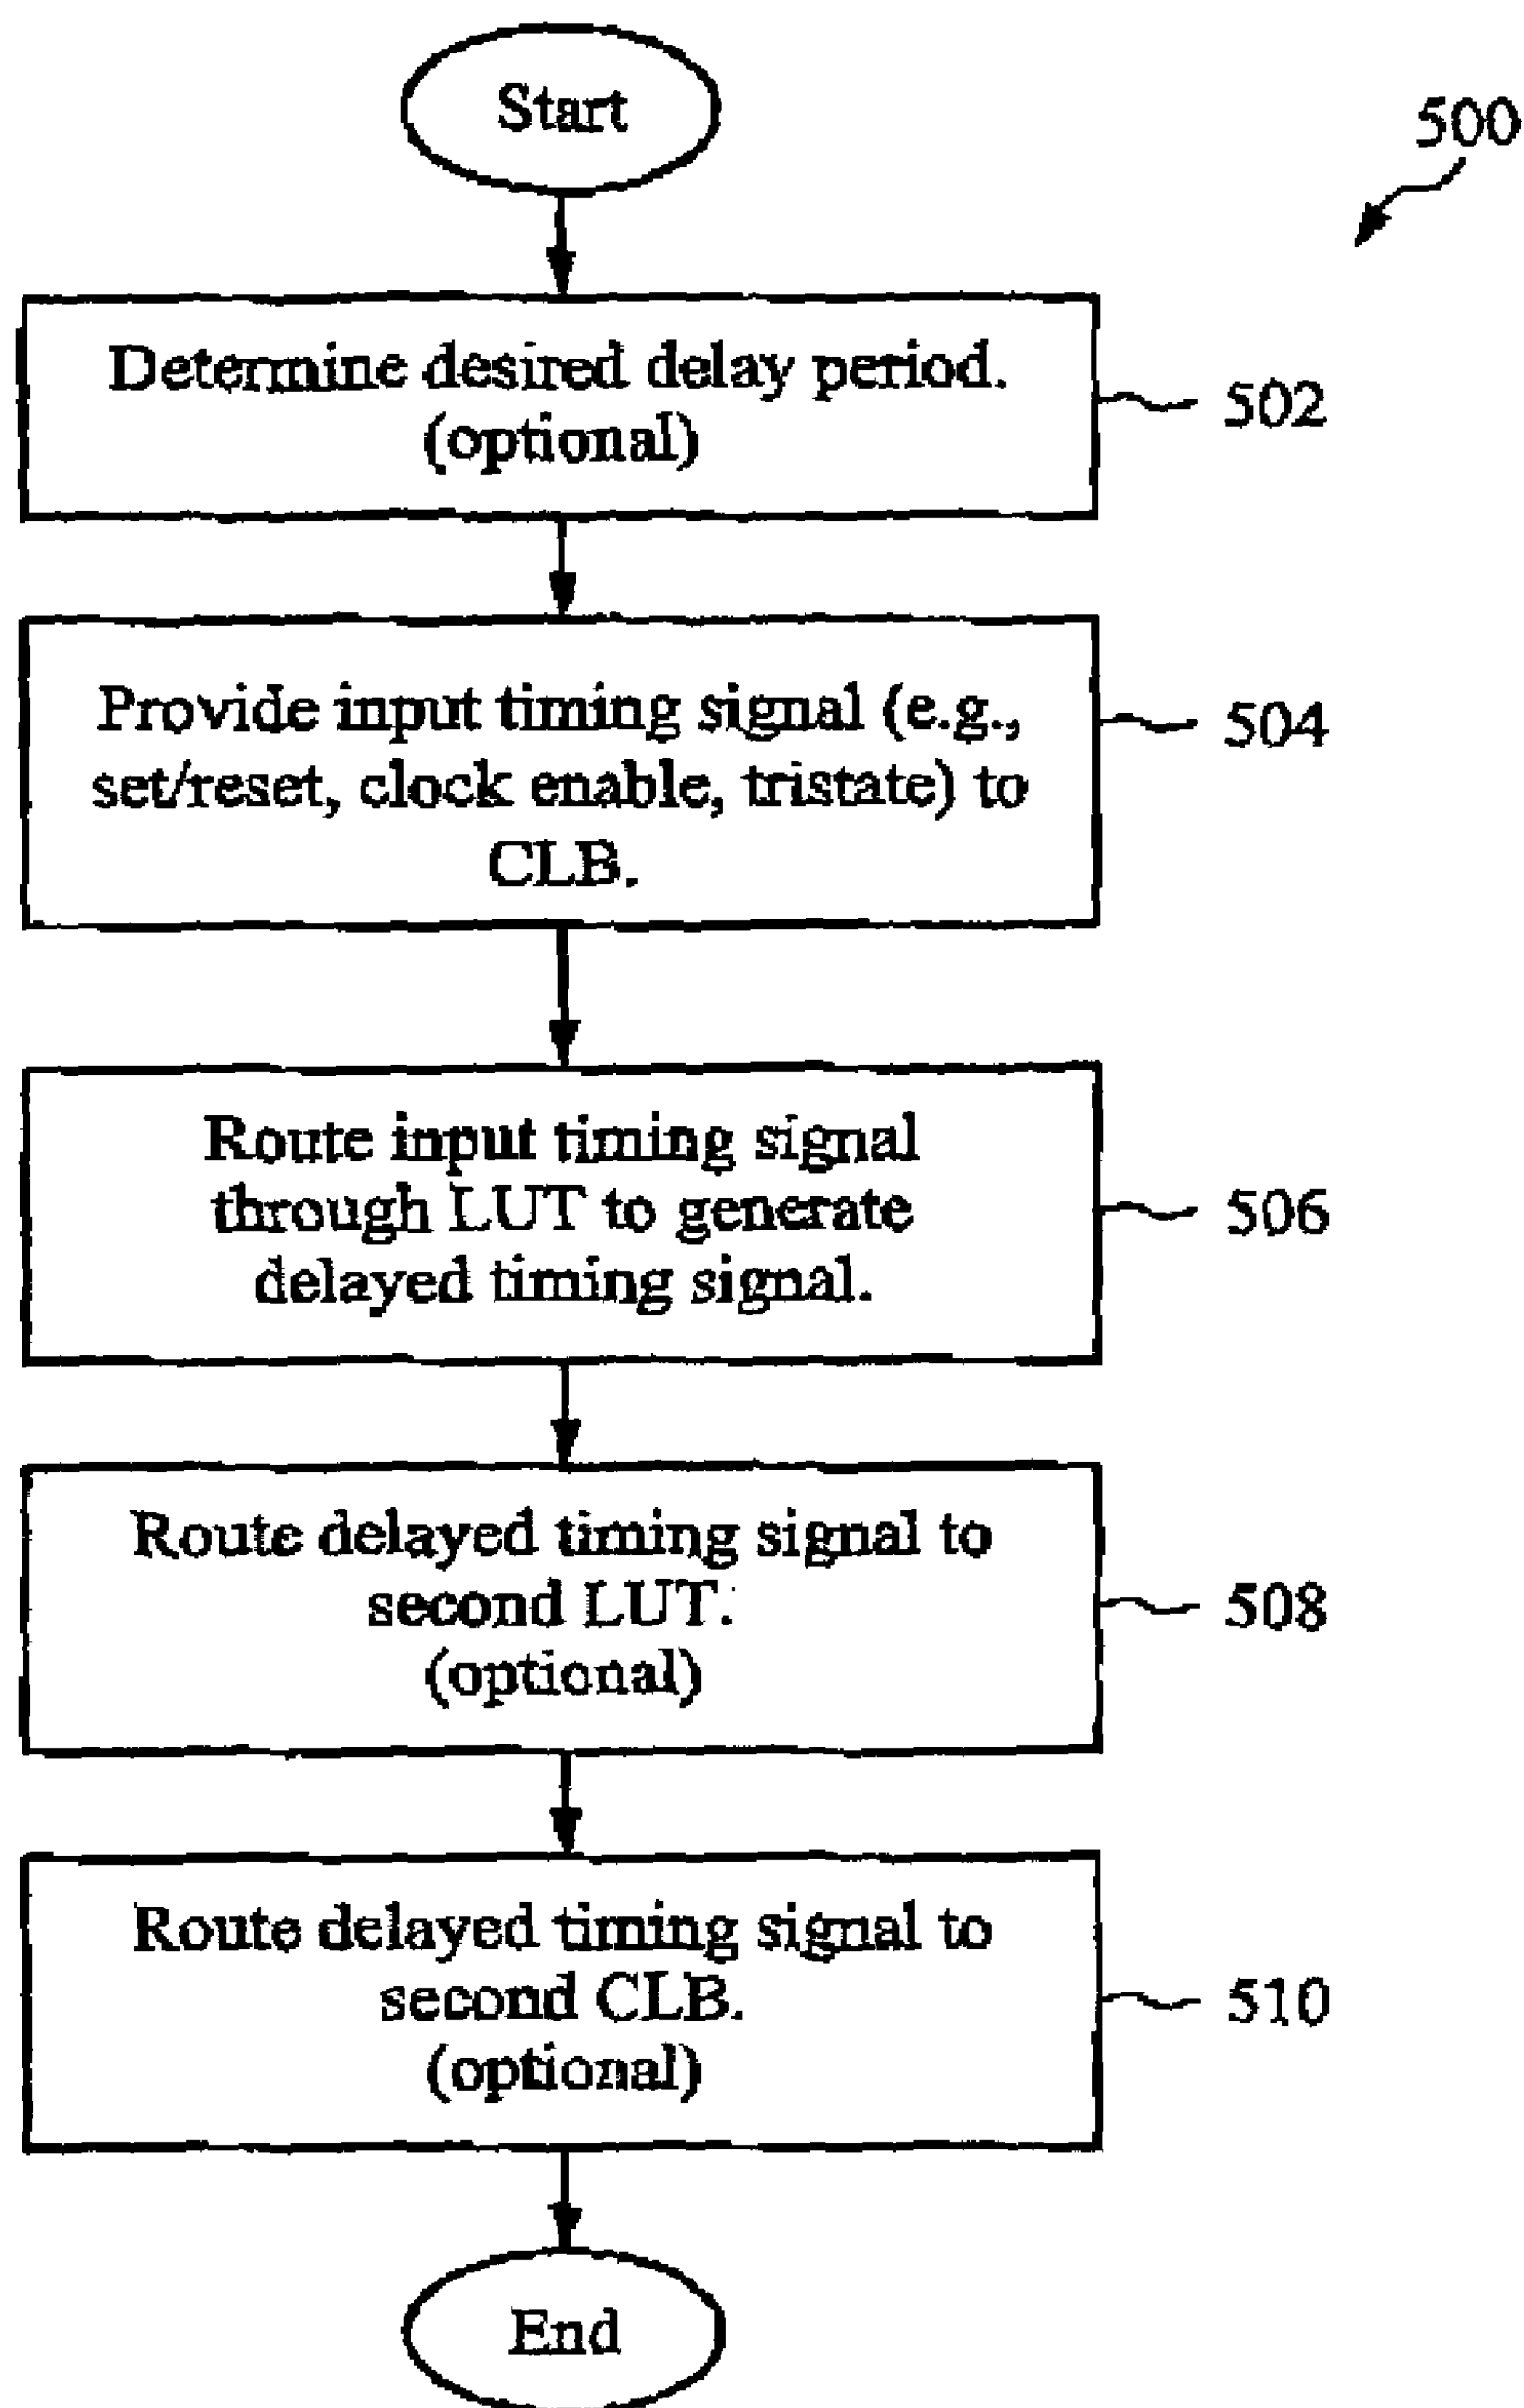 Start
500
Determine desired delay period.
(optional)
502
Provide input timing signal (e.g.,
set/reset, clock enable, tristate) to
CLB.
504
Route input timing signal
through LUT to generate
delayed timing signal.
506
Route delayed timing signal to
second LUT.
(optional)
508
Route delayed timing signal to
second CLB.
(optional)
510
End